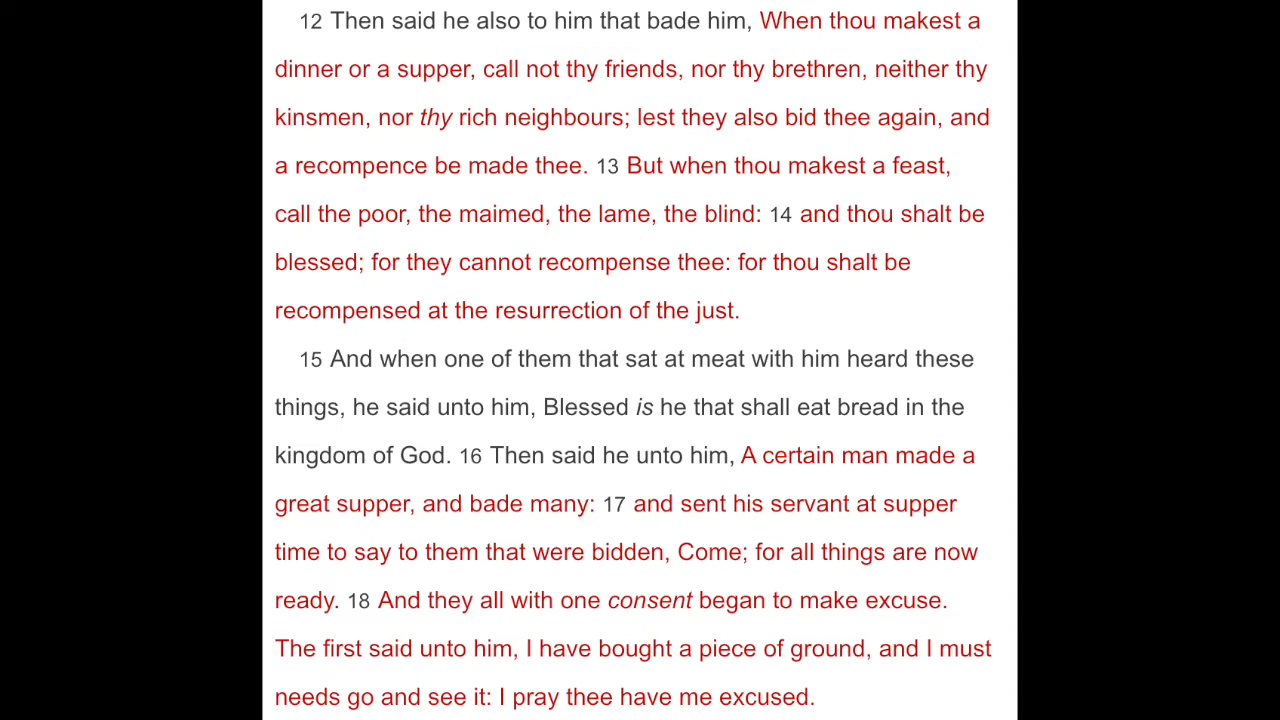 12 Then said he also to him that bade him, When thou makest a
dinner or a supper, call not thy friends, nor thy brethren, neither thy
kinsmen, nor thy rich neighbours; lest they also bid thee again, and
a recompence be made thee. 13 But when thou makest a feast,
call the poor, the maimed, the lame, the blind: 14 and thou shalt be
blessed; for they cannot recompense thee: for thou shalt be
recompensed at the resurrection of the just.
15 And when one of them that sat at meat with him heard these
things, he said unto him, Blessed is he that shall eat bread in the
kingdom of God. 16 Then said he unto him, A certain man made a
great supper, and bade many: 17 and sent his servant at supper
time to say to them that were bidden, Come; for all things are now
ready. 18 And they all with one consent began to make excuse.
The first said unto him, I have bought a piece of ground, and I must
needs go and see it: I pray thee have me excused.